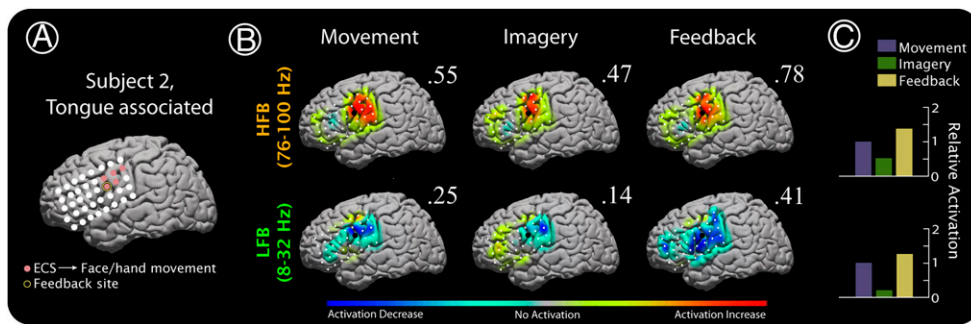 A
Subject 2,
Tongue associated
ECS → Face/hand movement
Feedback site
B
Movement
Imagery
Feedback
HFB
(76-100 Hz)
.55
.47
.78
LFB
(8-32 Hz)
.25
.14
.41
Activation Decrease
No Activation
Activation Increase
C
Movement
Imagery
Feedback
2
1
0
2
1
0
Relative Activation